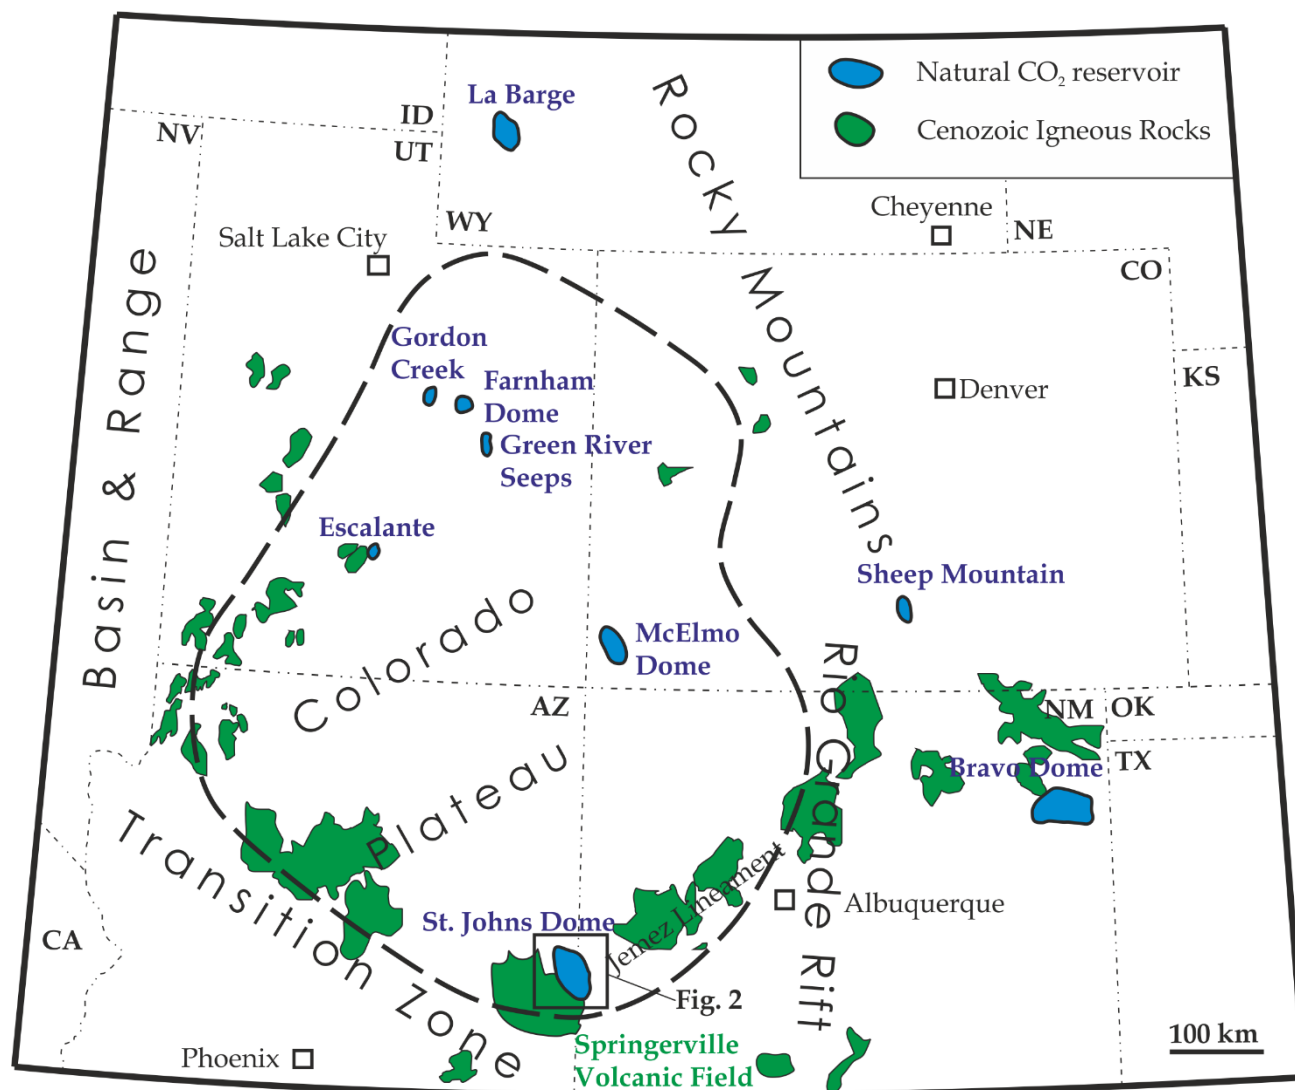 Natural CO₂ reservoir
Cenozoic Igneous Rocks
La Barge
ID
NV
UT
WY
Rocky Mountains
Cheyenne
NE
CO
Salt Lake City
Basin & Range
Gordon
Creek
Farnham
Dome
Green River
Seeps
Denver
KS
Escalante
Sheep Mountain
Colorado
Plateau
McElmo
Dome
Rio Grande Rift
AZ
NM
OK
TX
Bravo Dome
Transition Zone
Jemez Lineament
Albuquerque
St. Johns Dome
CA
Fig. 2
Springerville
Volcanic Field
Phoenix
100 km